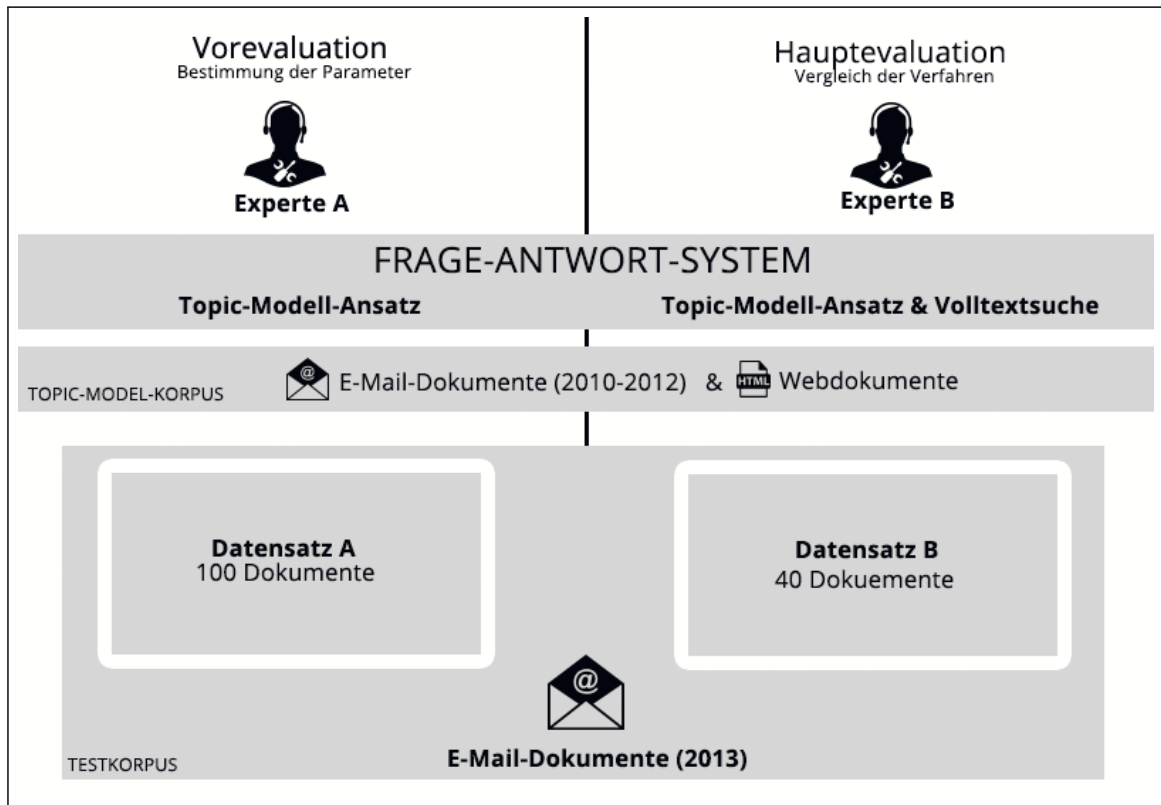 Vorevaluation
Bestimmung der Parameter
Experte A
Hauptevaluation
Vergleich der Verfahren
Experte B
FRAGE-ANTWORT-SYSTEM
Topic-Modell-Ansatz
Topic-Modell-Ansatz & Volltextsuche
TOPIC-MODEL-KORPUS
@ E-Mail-Dokumente (2010-2012) & HTML Webdokumente
Datensatz A
100 Dokumente
Datensatz B
40 Dokuemente
@
E-Mail-Dokumente (2013)
TESTKORPUS